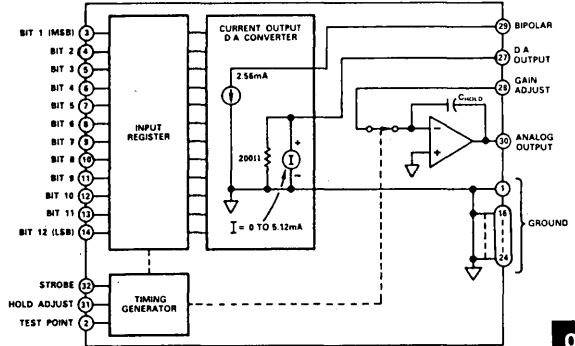 BIT 1 (MSB) 3
BIT 2 4
BIT 3 5
BIT 4 6
BIT 5 7
BIT 6 8
BIT 7 9
BIT 8 10
BIT 9 11
BIT 10 12
BIT 11 13
BIT 12 (LSB) 14
STROBE 32
HOLD ADJUST 31
TEST POINT 2
INPUT
REGISTER
TIMING
GENERATOR
CURRENT OUTPUT
D A CONVERTER
2.56mA
200Ω
+
I
−
I = 0 TO 5.12mA
CHOLD
−
+
29 BIPOLAR
27 D A
OUTPUT
28 GAIN
ADJUST
30 ANALOG
OUTPUT
1
16
24
GROUND